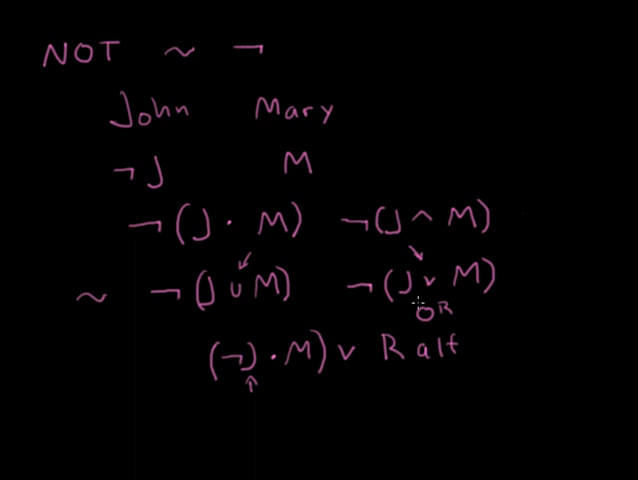 NOT ~ ¬
John Mary
¬J M
¬(J · M) ¬(J ^ M)
~ ¬(J ∪ M) ¬(J v M)
OR
(¬J · M) v Ralf